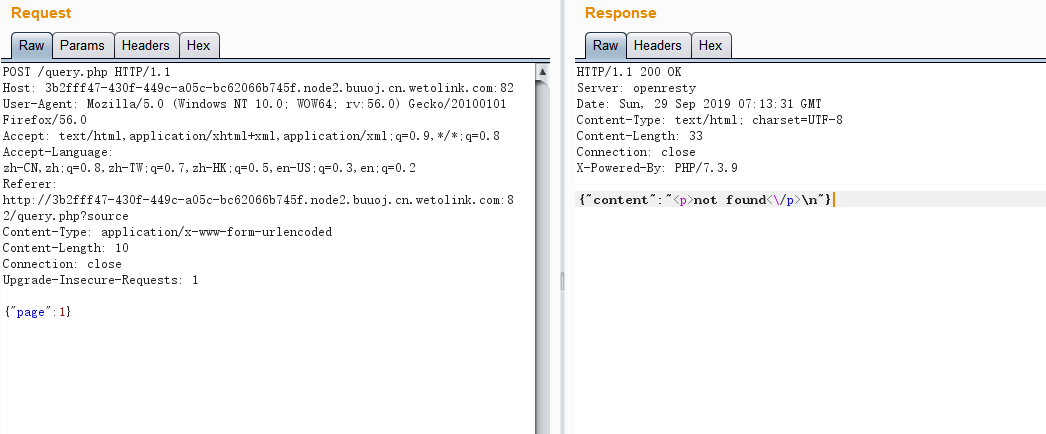 Request
Raw Params Headers Hex
POST /query.php HTTP/1.1
Host: 3b2fff47-430f-449c-a05c-bc62066b745f.node2.buuoj.cn.wetolink.com:82
User-Agent: Mozilla/5.0 (Windows NT 10.0; WOW64; rv:56.0) Gecko/20100101
Firefox/56.0
Accept: text/html,application/xhtml+xml,application/xml;q=0.9,*/*;q=0.8
Accept-Language:
zh-CN,zh;q=0.8,zh-TW;q=0.7,zh-HK;q=0.5,en-US;q=0.3,en;q=0.2
Referer:
http://3b2fff47-430f-449c-a05c-bc62066b745f.node2.buuoj.cn.wetolink.com:8
2/query.php?source
Content-Type: application/x-www-form-urlencoded
Content-Length: 10
Connection: close
Upgrade-Insecure-Requests: 1
{"page":1}
Response
Raw Headers Hex
HTTP/1.1 200 OK
Server: openresty
Date: Sun, 29 Sep 2019 07:13:31 GMT
Content-Type: text/html; charset=UTF-8
Content-Length: 33
Connection: close
X-Powered-By: PHP/7.3.9
{"content":"<p>not found<\/p>\n"}